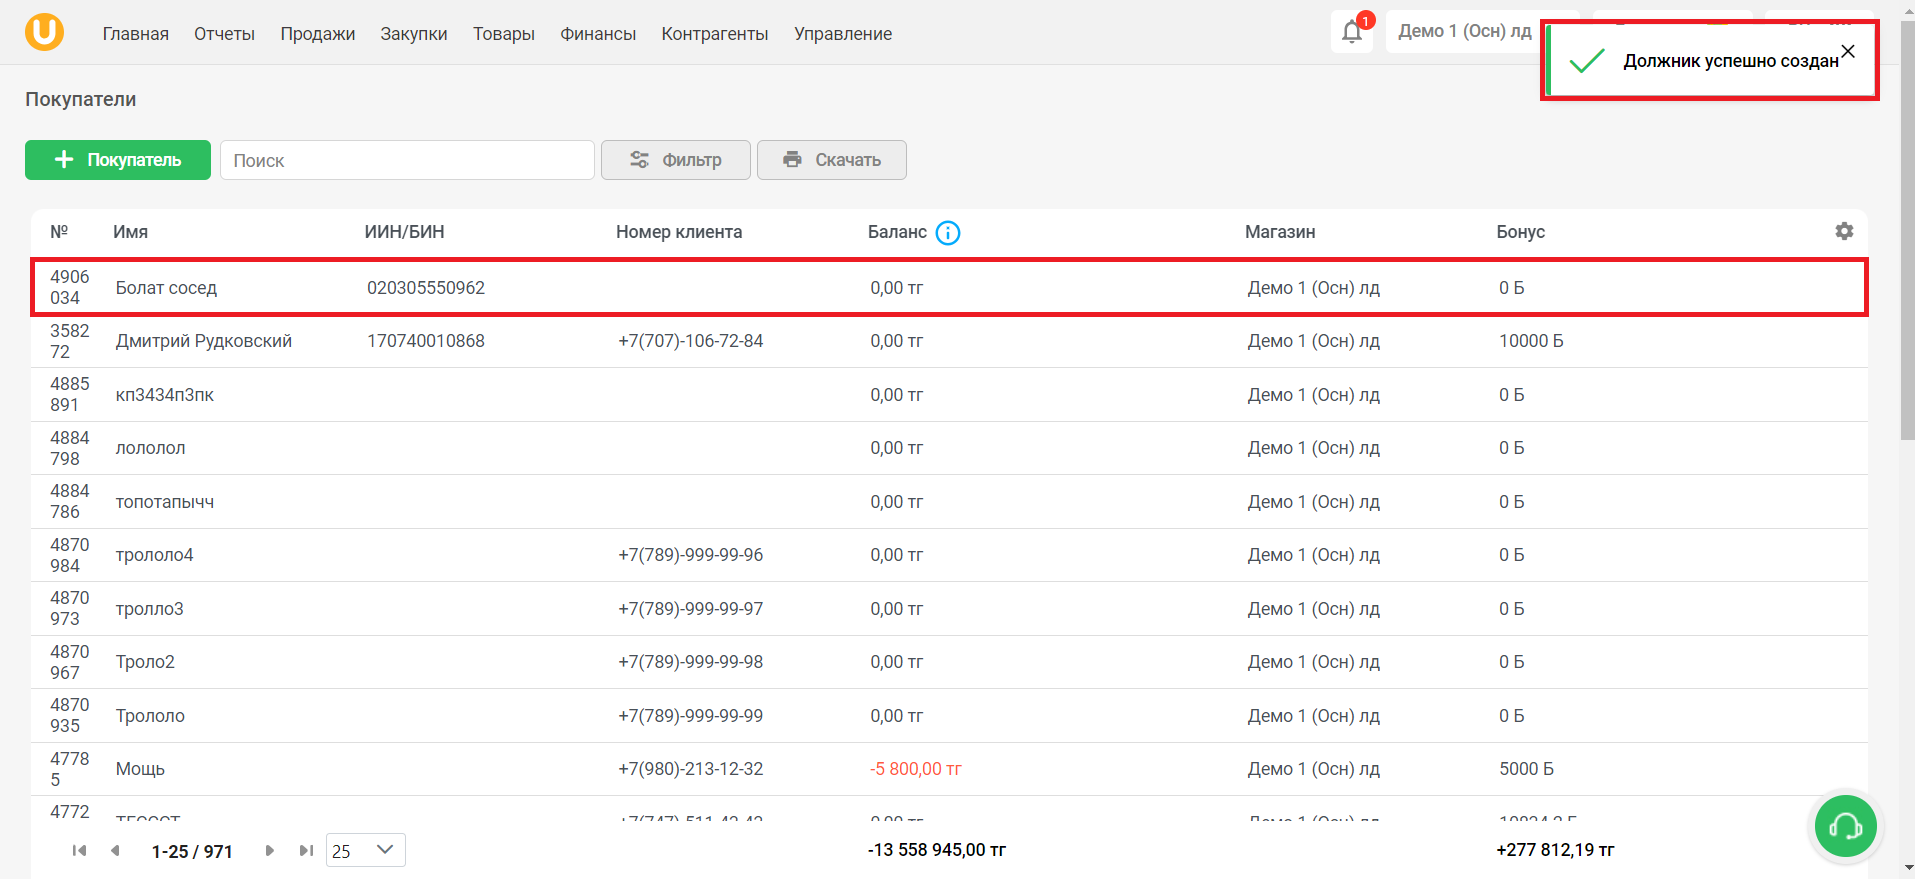 U Главная Отчеты Продажи Закупки Товары Финансы Контрагенты Управление 1 Демо 1 (Осн) лд
Должник успешно создан
Покупатели
Покупатель Поиск Фильтр Скачать
№ Имя ИИН/БИН Номер клиента Баланс Магазин Бонус
4906034 Болат сосед 020305550962 0,00 тг Демо 1 (Осн) лд 0 Б
358272 Дмитрий Рудковский 170740010868 +7(707)-106-72-84 0,00 тг Демо 1 (Осн) лд 10000 Б
4885891 кп3434п3пк 0,00 тг Демо 1 (Осн) лд 0 Б
4884798 лололол 0,00 тг Демо 1 (Осн) лд 0 Б
4884786 топотапычч 0,00 тг Демо 1 (Осн) лд 0 Б
4870984 трололо4 +7(789)-999-99-96 0,00 тг Демо 1 (Осн) лд 0 Б
4870973 тролло3 +7(789)-999-99-97 0,00 тг Демо 1 (Осн) лд 0 Б
4870967 Троло2 +7(789)-999-99-98 0,00 тг Демо 1 (Осн) лд 0 Б
4870935 Трололо +7(789)-999-99-99 0,00 тг Демо 1 (Осн) лд 0 Б
47785 Мощь +7(980)-213-12-32 -5 800,00 тг Демо 1 (Осн) лд 5000 Б
4772
1-25 / 971 25 -13 558 945,00 тг +277 812,19 тг